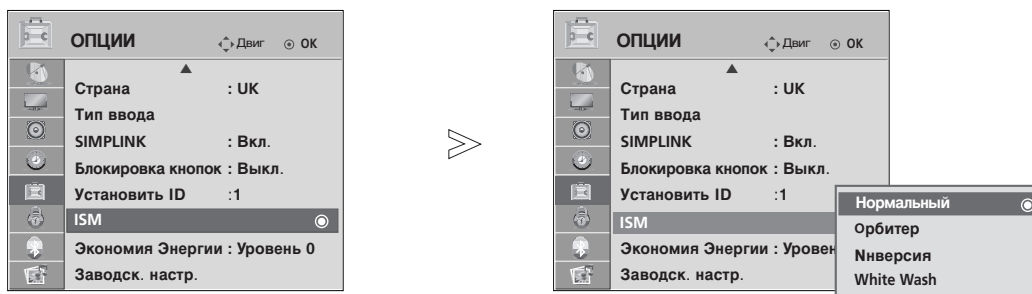 ОПЦИИ Двиг OK
Страна : UK
Тип ввода
SIMPLINK : Вкл.
Блокировка кнопок : Выкл.
Установить ID :1
ISM
Экономия Энергии : Уровень 0
Заводск. настр.
ОПЦИИ Двиг OK
Страна : UK
Тип ввода
SIMPLINK : Вкл.
Блокировка кнопок : Выкл.
Установить ID :1
ISM
Экономия Энергии : Уровен
Заводск. настр.
Нормальный
Орбитер
Nнверсия
White Wash